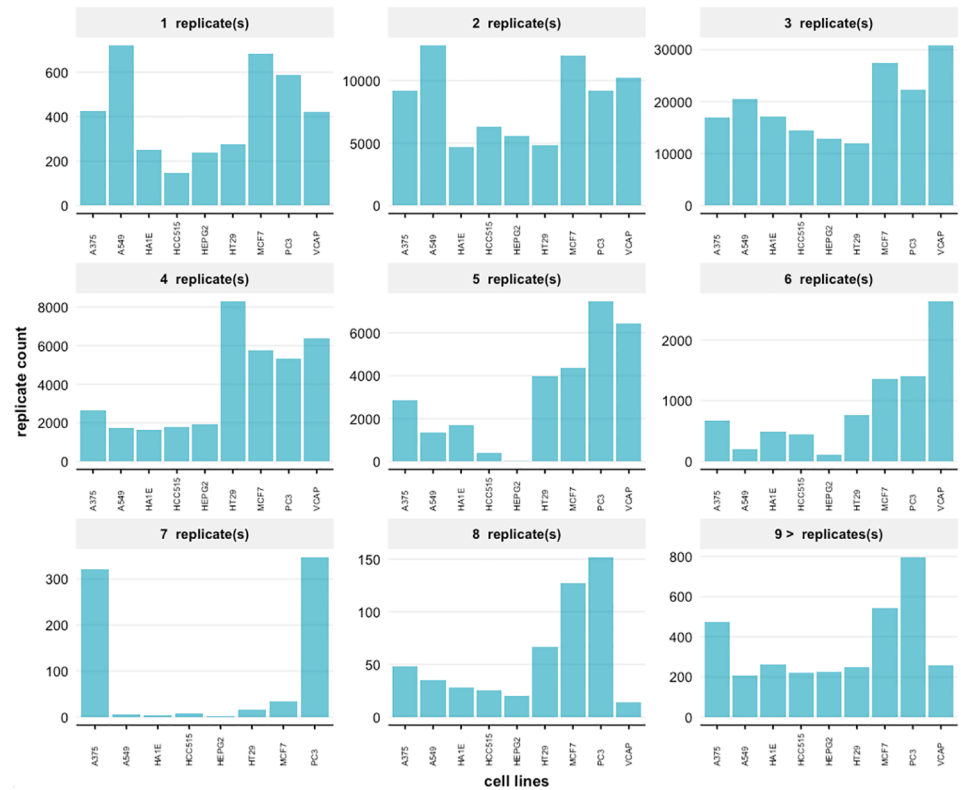 1 replicate(s)
2 replicate(s)
3 replicate(s)
600
400
200
0
10000
5000
0
30000
20000
10000
0
A375 A549 HA1E HCC515 HEPG2 HT29 MCF7 PC3 VCAP
A375 A549 HA1E HCC515 HEPG2 HT29 MCF7 PC3 VCAP
A375 A549 HA1E HCC515 HEPG2 HT29 MCF7 PC3 VCAP
replicate count
4 replicate(s)
5 replicate(s)
6 replicate(s)
8000
6000
4000
2000
0
6000
4000
2000
0
2000
1000
0
A375 A549 HA1E HCC515 HEPG2 HT29 MCF7 PC3 VCAP
A375 A549 HA1E HCC515 HEPG2 HT29 MCF7 PC3 VCAP
A375 A549 HA1E HCC515 HEPG2 HT29 MCF7 PC3 VCAP
7 replicate(s)
8 replicate(s)
9 > replicates(s)
300
200
100
0
150
100
50
0
800
600
400
200
0
A375 A549 HA1E HCC515 HEPG2 HT29 MCF7 PC3
A375 A549 HA1E HCC515 HEPG2 HT29 MCF7 PC3 VCAP
A375 A549 HA1E HCC515 HEPG2 HT29 MCF7 PC3 VCAP
cell lines